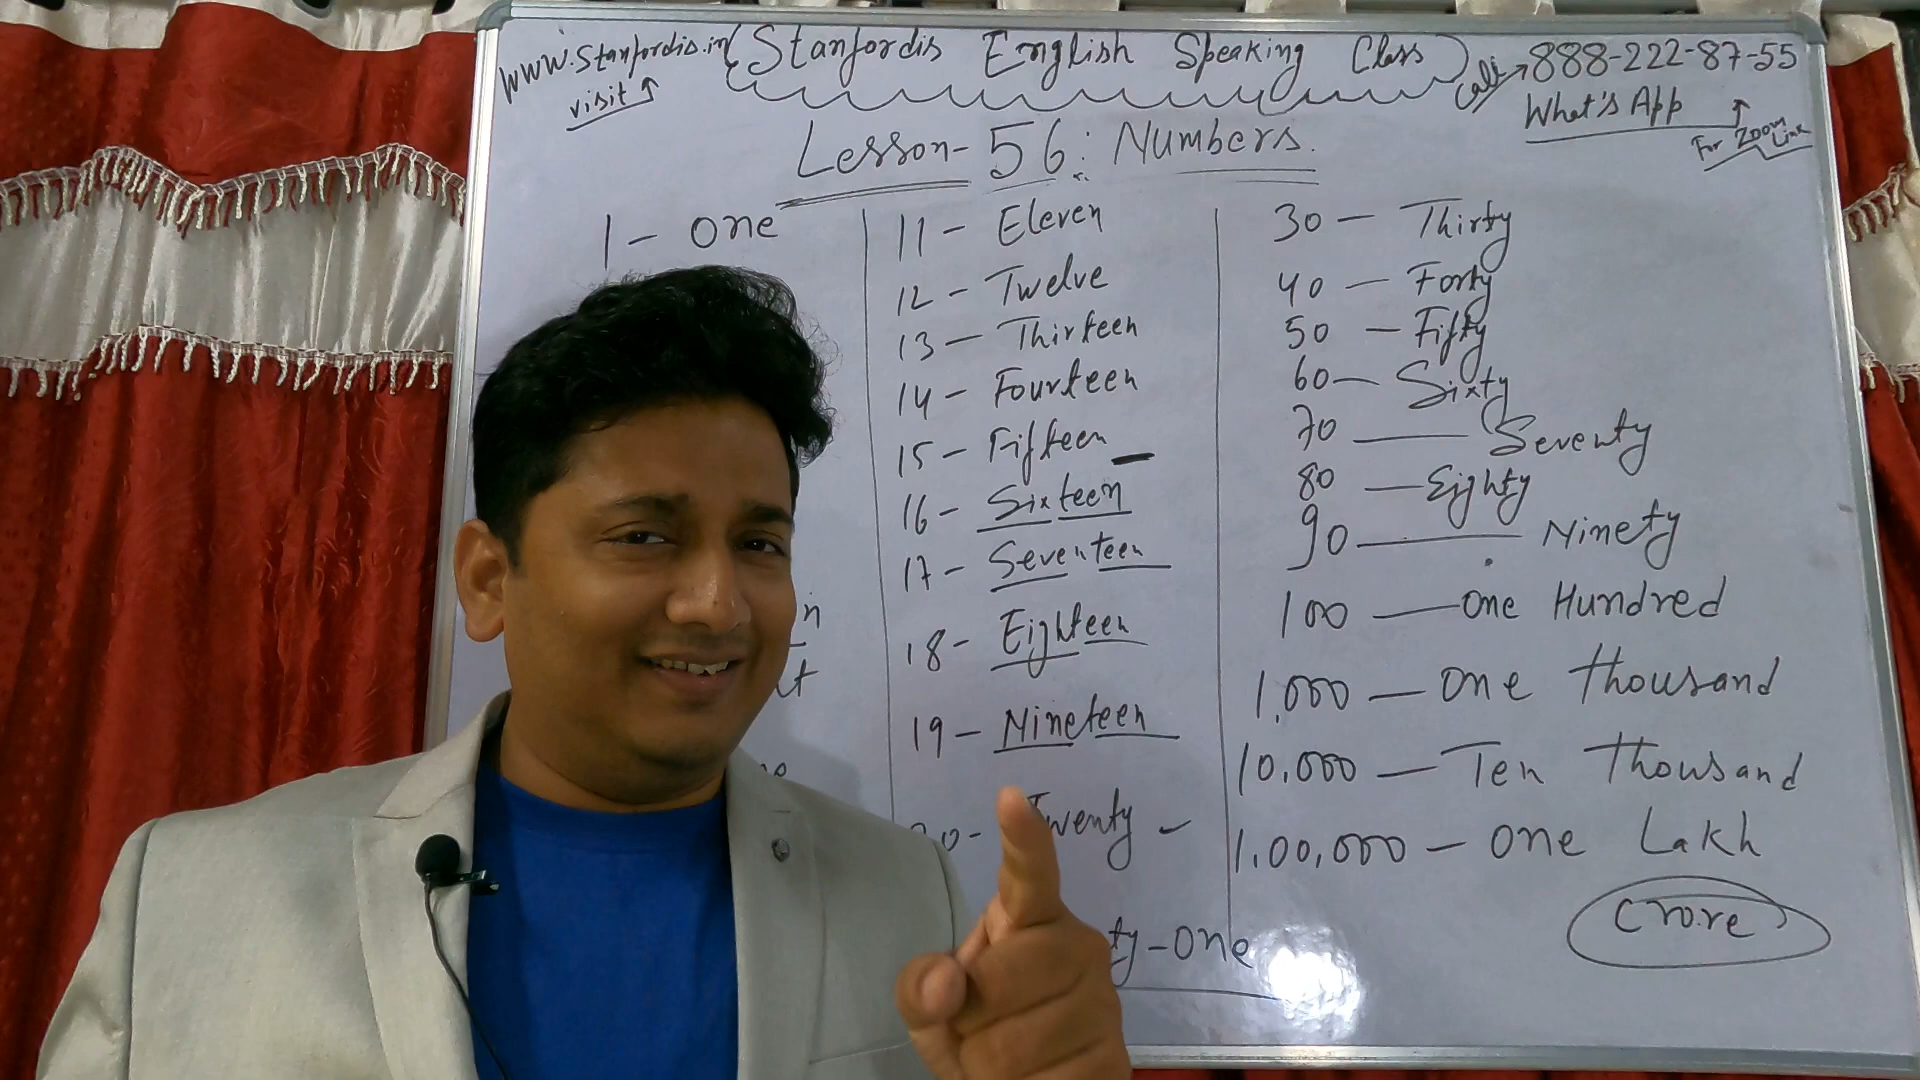 www.stanfordis.in
visit ↑
Stanfordis English Speaking Class
Call → 888-222-87-55
What's App ↑
For Zoom Link
Lesson-56: Numbers.
1 - One
11 - Eleven
12 - Twelve
13 - Thirteen
14 - Fourteen
15 - Fifteen
16 - Sixteen
17 - Seventeen
18 - Eighteen
19 - Nineteen
Twenty
ty-One
30 - Thirty
40 - Forty
50 - Fifty
60 - Sixty
70 - Seventy
80 - Eighty
90 - Ninety
100 - One Hundred
1,000 - One Thousand
10,000 - Ten Thousand
1,00,000 - One Lakh
Crore